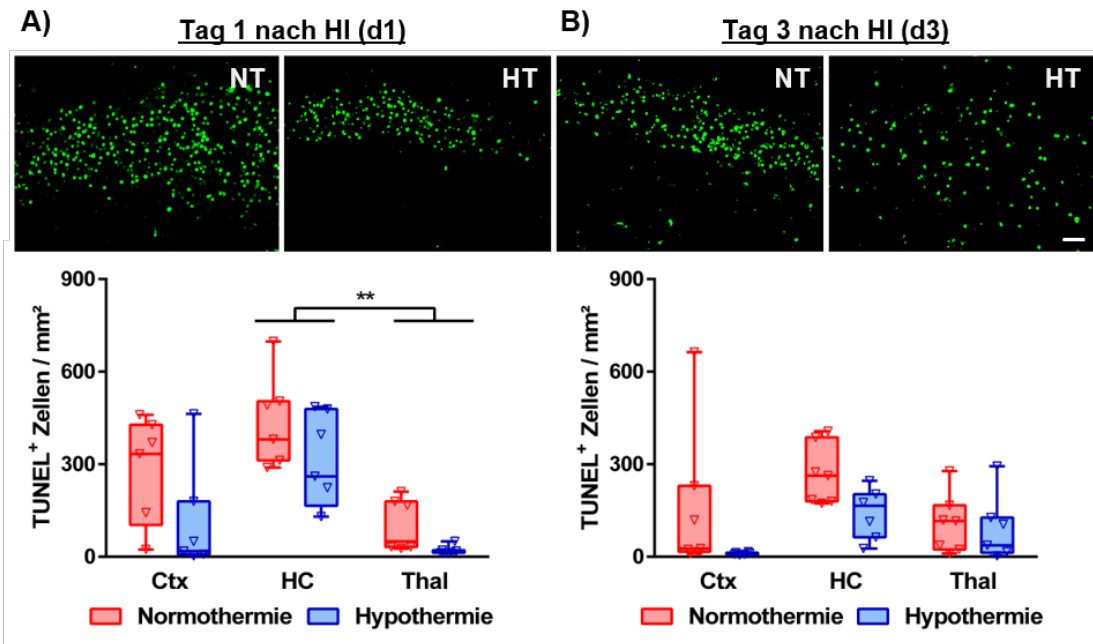 A)
Tag 1 nach HI (d1)
NT
HT
TUNEL⁺ Zellen / mm²
900
600
300
0
**
Ctx
HC
Thal
Normothermie
Hypothermie
B)
Tag 3 nach HI (d3)
NT
HT
TUNEL⁺ Zellen / mm²
900
600
300
0
Ctx
HC
Thal
Normothermie
Hypothermie